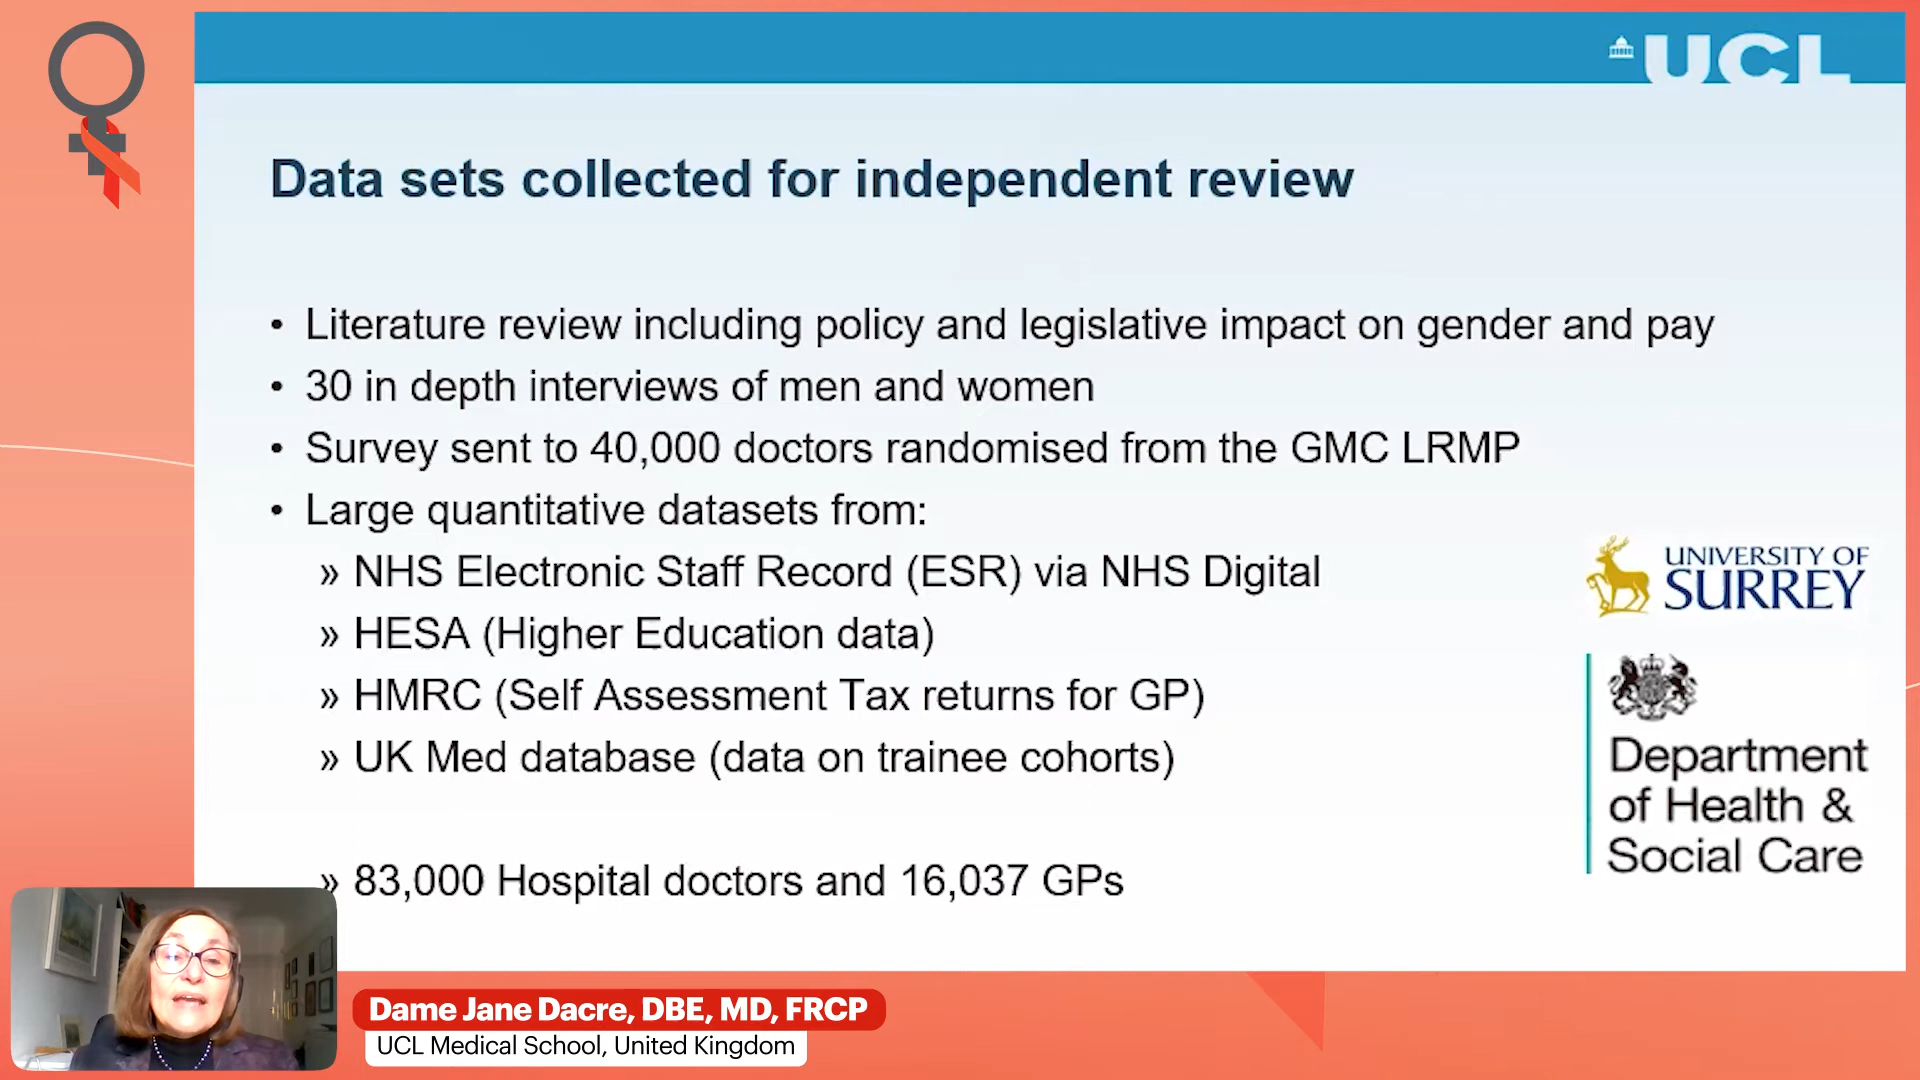 UCL
Data sets collected for independent review
• Literature review including policy and legislative impact on gender and pay
• 30 in depth interviews of men and women
• Survey sent to 40,000 doctors randomised from the GMC LRMP
• Large quantitative datasets from:
» NHS Electronic Staff Record (ESR) via NHS Digital
» HESA (Higher Education data)
» HMRC (Self Assessment Tax returns for GP)
» UK Med database (data on trainee cohorts)
» 83,000 Hospital doctors and 16,037 GPs
UNIVERSITY OF
SURREY
Department
of Health &
Social Care
Dame Jane Dacre, DBE, MD, FRCP
UCL Medical School, United Kingdom